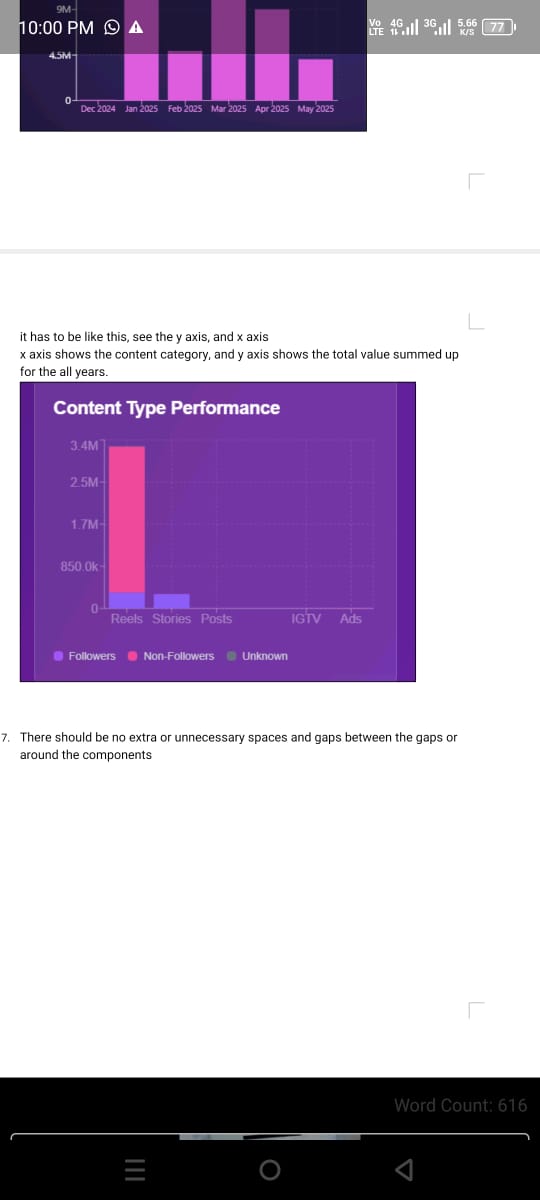 9M
10:00 PM
Vo LTE 4G 3G 5.66 K/S 77
4.5M
0
Dec 2024 Jan 2025 Feb 2025 Mar 2025 Apr 2025 May 2025
it has to be like this, see the y axis, and x axis
x axis shows the content category, and y axis shows the total value summed up
for the all years.
Content Type Performance
3.4M
2.5M
1.7M
850.0k
0
Reels Stories Posts IGTV Ads
Followers Non-Followers Unknown
7. There should be no extra or unnecessary spaces and gaps between the gaps or
around the components
Word Count: 616